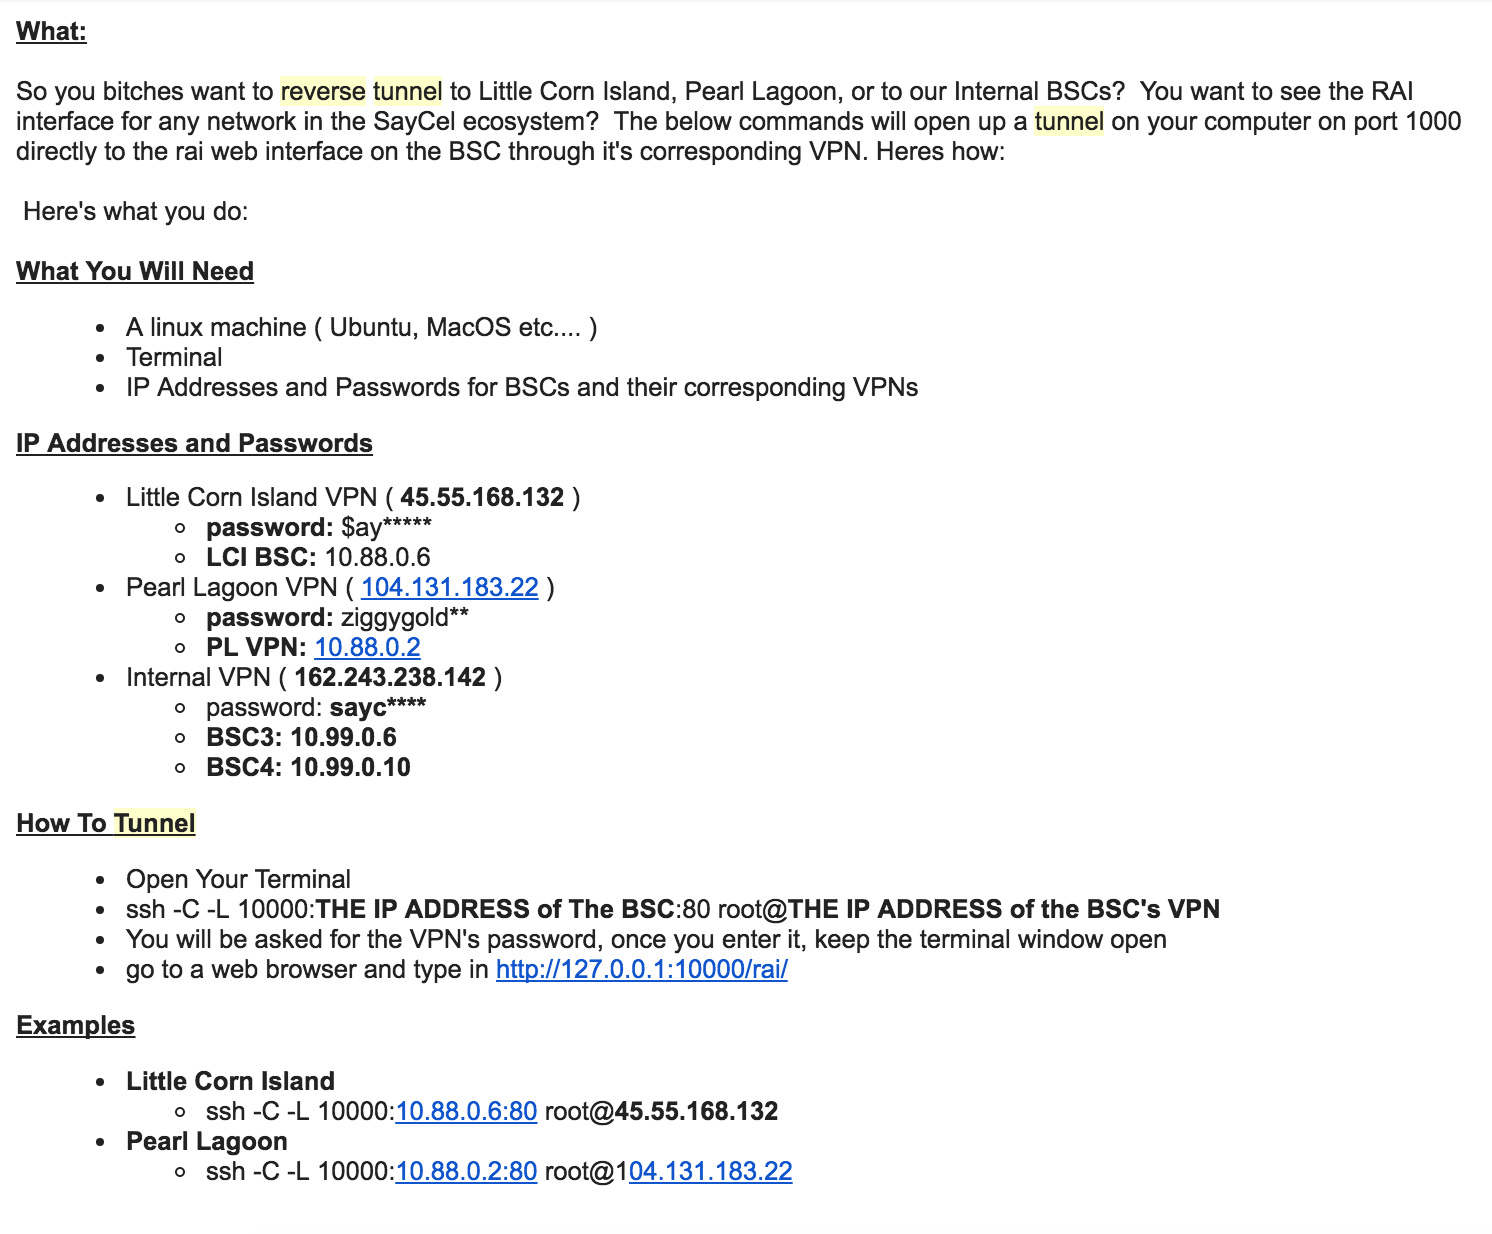 What:
So you bitches want to reverse tunnel to Little Corn Island, Pearl Lagoon, or to our Internal BSCs?  You want to see the RAI
interface for any network in the SayCel ecosystem?  The below commands will open up a tunnel on your computer on port 1000
directly to the rai web interface on the BSC through it's corresponding VPN. Heres how:
Here's what you do:
What You Will Need
• A linux machine ( Ubuntu, MacOS etc.... )
• Terminal
• IP Addresses and Passwords for BSCs and their corresponding VPNs
IP Addresses and Passwords
• Little Corn Island VPN ( 45.55.168.132 )
○ password: $ay*****
○ LCI BSC: 10.88.0.6
• Pearl Lagoon VPN ( 104.131.183.22 )
○ password: ziggygold**
○ PL VPN: 10.88.0.2
• Internal VPN ( 162.243.238.142 )
○ password: sayc****
○ BSC3: 10.99.0.6
○ BSC4: 10.99.0.10
How To Tunnel
• Open Your Terminal
• ssh -C -L 10000:THE IP ADDRESS of The BSC:80 root@THE IP ADDRESS of the BSC's VPN
• You will be asked for the VPN's password, once you enter it, keep the terminal window open
• go to a web browser and type in http://127.0.0.1:10000/rai/
Examples
• Little Corn Island
○ ssh -C -L 10000:10.88.0.6:80 root@45.55.168.132
• Pearl Lagoon
○ ssh -C -L 10000:10.88.0.2:80 root@104.131.183.22